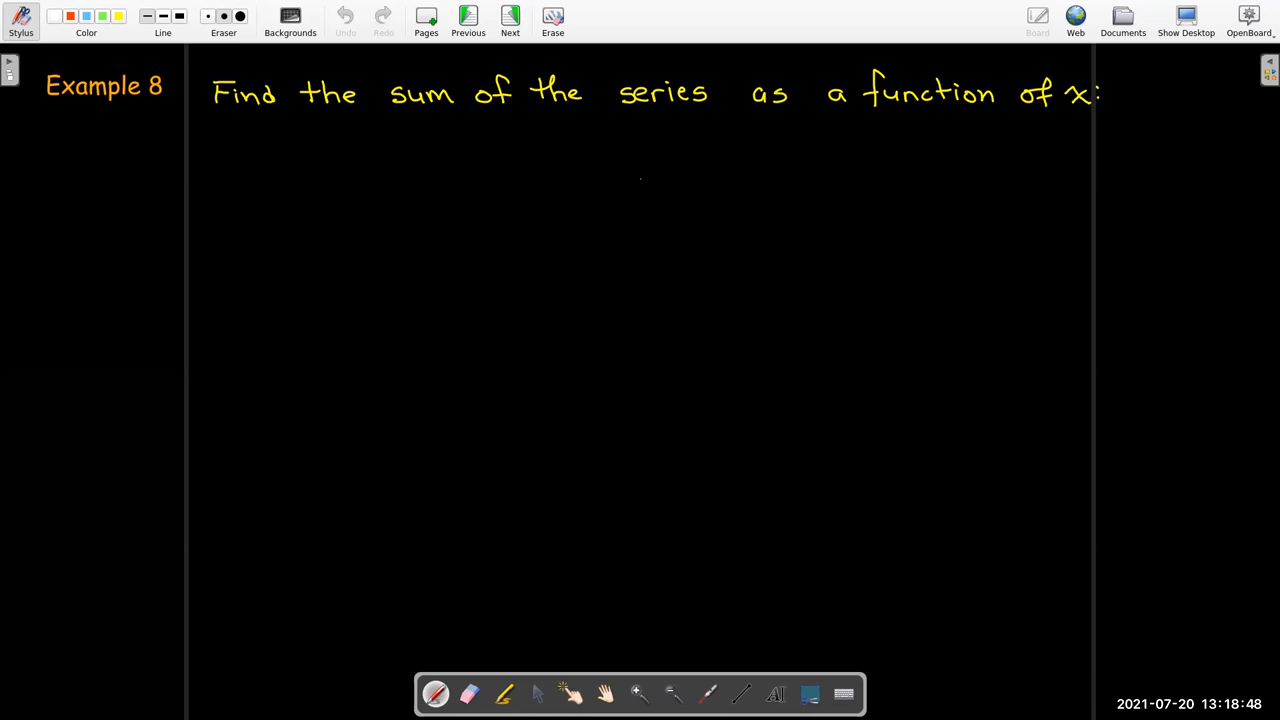 Stylus Color Line Eraser Backgrounds Undo Redo Pages Previous Next Erase Board Web Documents Show Desktop OpenBoard
Example 8 Find the sum of the series as a function of x:
AI
2021-07-20 13:18:48